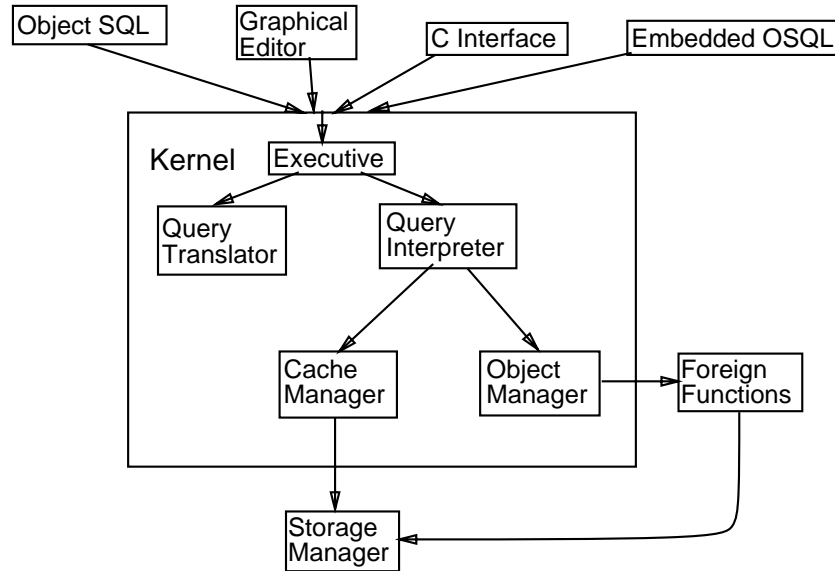 Object SQL
Graphical
Editor
C Interface
Embedded OSQL
Kernel
Executive
Query
Translator
Query
Interpreter
Cache
Manager
Object
Manager
Foreign
Functions
Storage
Manager